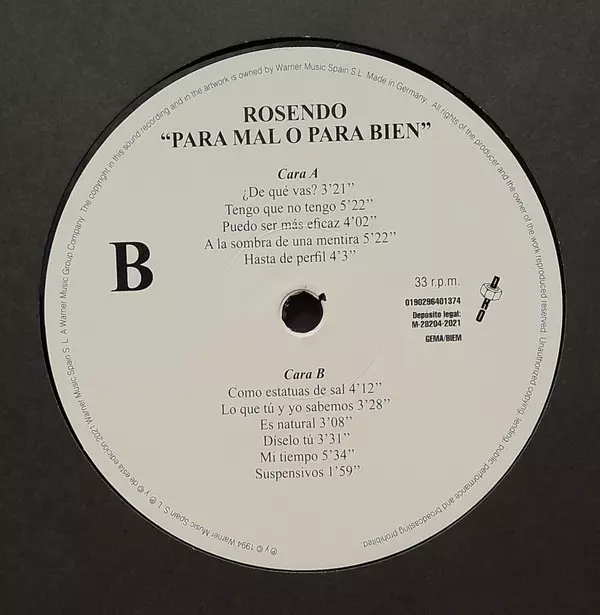 ROSENDO
“PARA MAL O PARA BIEN”
Cara A
¿De qué vas? 3’21’’
Tengo que no tengo 5’22’’
Puedo ser más eficaz 4’02’’
A la sombra de una mentira 5’22’’
Hasta de perfil 4’3’’
B
33 r.p.m.
0190296401374
Depósito legal:
M-28204-2021
GEMA/BIEM
Cara B
Como estatuas de sal 4’12’’
Lo que tú y yo sabemos 3’28’’
Es natural 3’08’’
Díselo tú 3’31’’
Mi tiempo 5’34’’
Suspensivos 1’59’’
℗ y © 1994 Warner Music Spain S. L. ℗ y © de esta edición 2021 Warner Music Spain S. L. A Warner Music Group Company. The copyright in this sound recording and in the artwork is owned by Warner Music Spain S.L. Made in Germany. All rights of the producer and the owner of the work reproduced reserved. Unauthorized copying, lending, public performance and broadcasting prohibited